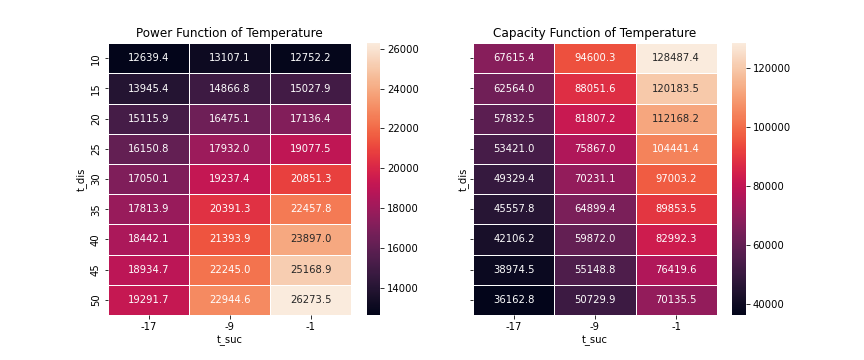 Power Function of Temperature
t_dis
10 12639.4 13107.1 12752.2
15 13945.4 14866.8 15027.9
20 15115.9 16475.1 17136.4
25 16150.8 17932.0 19077.5
30 17050.1 19237.4 20851.3
35 17813.9 20391.3 22457.8
40 18442.1 21393.9 23897.0
45 18934.7 22245.0 25168.9
50 19291.7 22944.6 26273.5
-17 -9 -1
t_suc
26000
24000
22000
20000
18000
16000
14000
Capacity Function of Temperature
t_dis
67615.4 94600.3 128487.4
62564.0 88051.6 120183.5
57832.5 81807.2 112168.2
53421.0 75867.0 104441.4
49329.4 70231.1 97003.2
45557.8 64899.4 89853.5
42106.2 59872.0 82992.3
38974.5 55148.8 76419.6
36162.8 50729.9 70135.5
-17 -9 -1
t_suc
120000
100000
80000
60000
40000